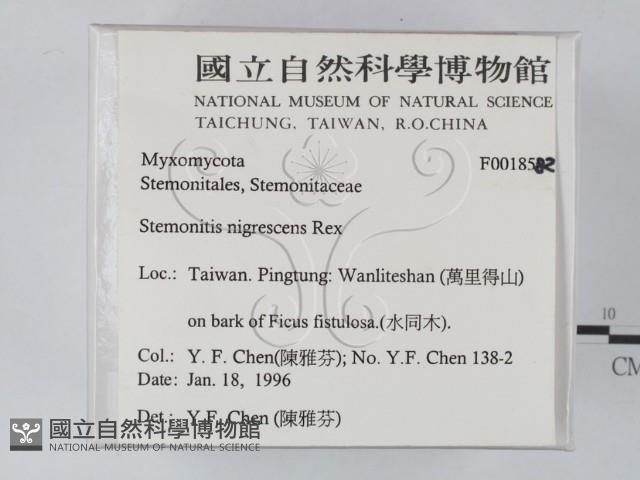 國立自然科學博物館
NATIONAL MUSEUM OF NATURAL SCIENCE
TAICHUNG, TAIWAN, R.O.CHINA
Myxomycota
Stemonitales, Stemonitaceae
Stemonitis nigrescens Rex
Loc.: Taiwan. Pingtung: Wanliteshan (萬里得山)
on bark of Ficus fistulosa.(水同木).
Col.: Y. F. Chen(陳雅芬); No. Y.F. Chen 138-2
Date: Jan. 18, 1996
Det.: Y.F. Chen (陳雅芬)
國立自然科學博物館
NATIONAL MUSEUM OF NATURAL SCIENCE
10
CM